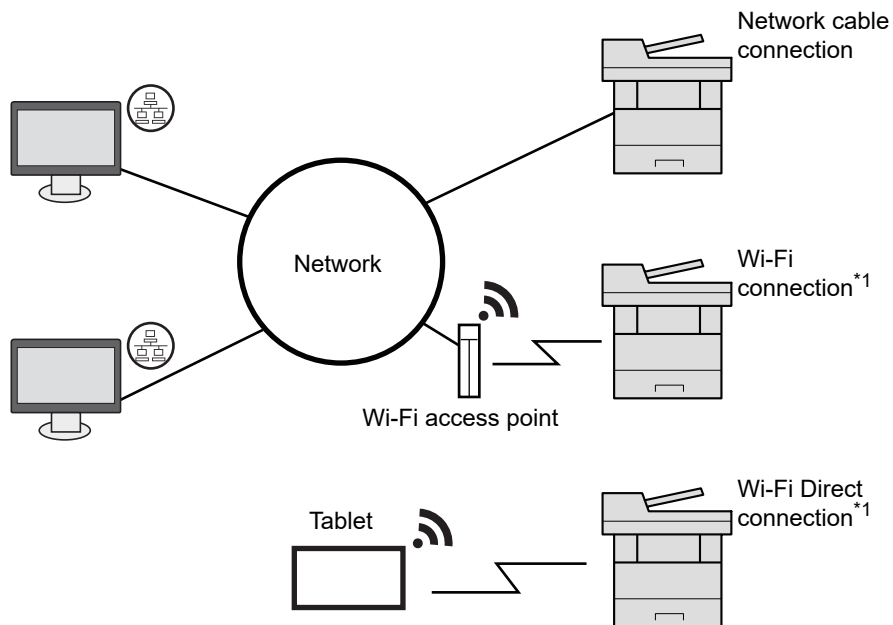 Network cable
connection
Network
Wi-Fi
connection*1
Wi-Fi access point
Wi-Fi Direct
connection*1
Tablet